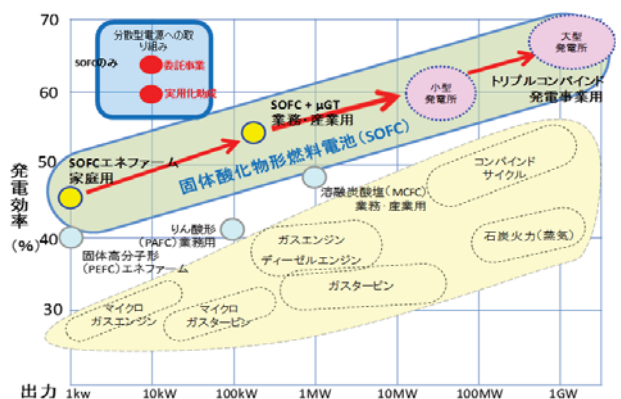 70
60
50
40
30
発電効率
(%)
分散型電源への取
り組み
SOFCのみ
委託事業
実用化助成
大型
発電所
トリプルコンバインド
発電事業用
小型
発電所
SOFC + μGT
業務・産業用
固体酸化物形燃料電池(SOFC)
SOFCエネファーム
家庭用
コンバインド
サイクル
溶融炭酸塩(MCFC)
業務・産業用
りん酸形
(PAFC)業務用
固体高分子形
(PEFC)エネファーム
ガスエンジン
ディーゼルエンジン
石炭火力(蒸気)
ガスタービン
マイクロ
ガスエンジン
マイクロ
ガスタービン
出力
1kw
10kW
100kW
1MW
10MW
100MW
1GW